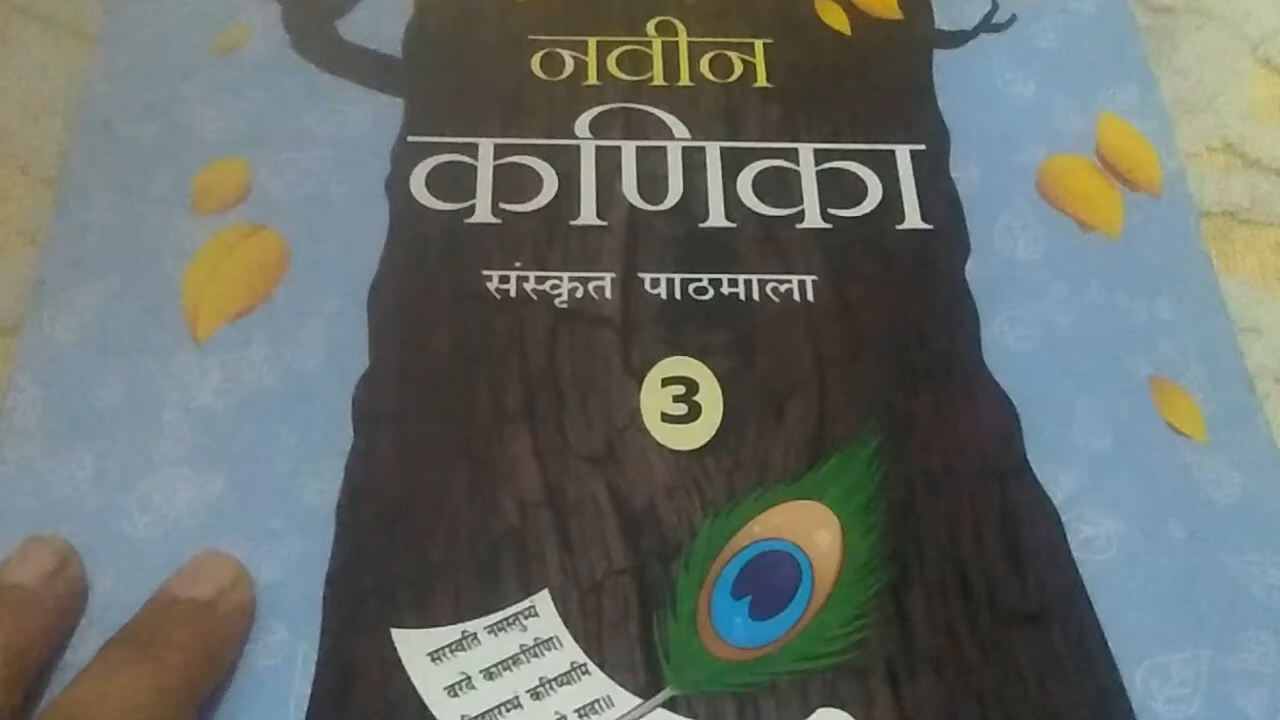 नवीन
कणिका
संस्कृत पाठमाला
3
सरस्वति नमस्तुभ्यं
वरदे कामरूपिणि।
करिष्यामि
सदा॥